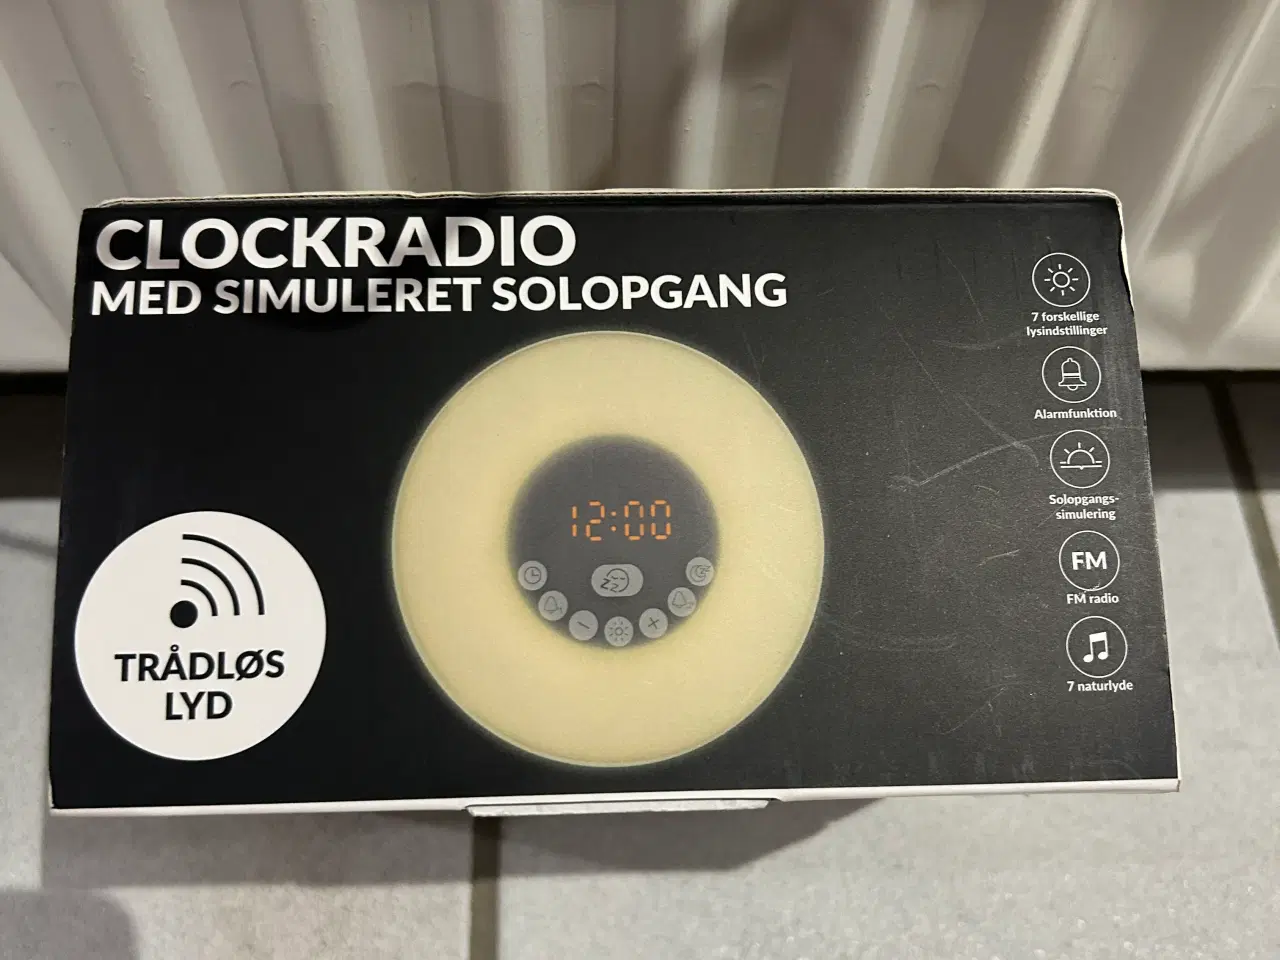 CLOCKRADIO
MED SIMULERET SOLOPGANG
7 forskellige
lysindstillinger
Alarmfunktion
Solopgangs-
simulering
FM
FM radio
7 naturlyde
12:00
TRÅDLØS
LYD